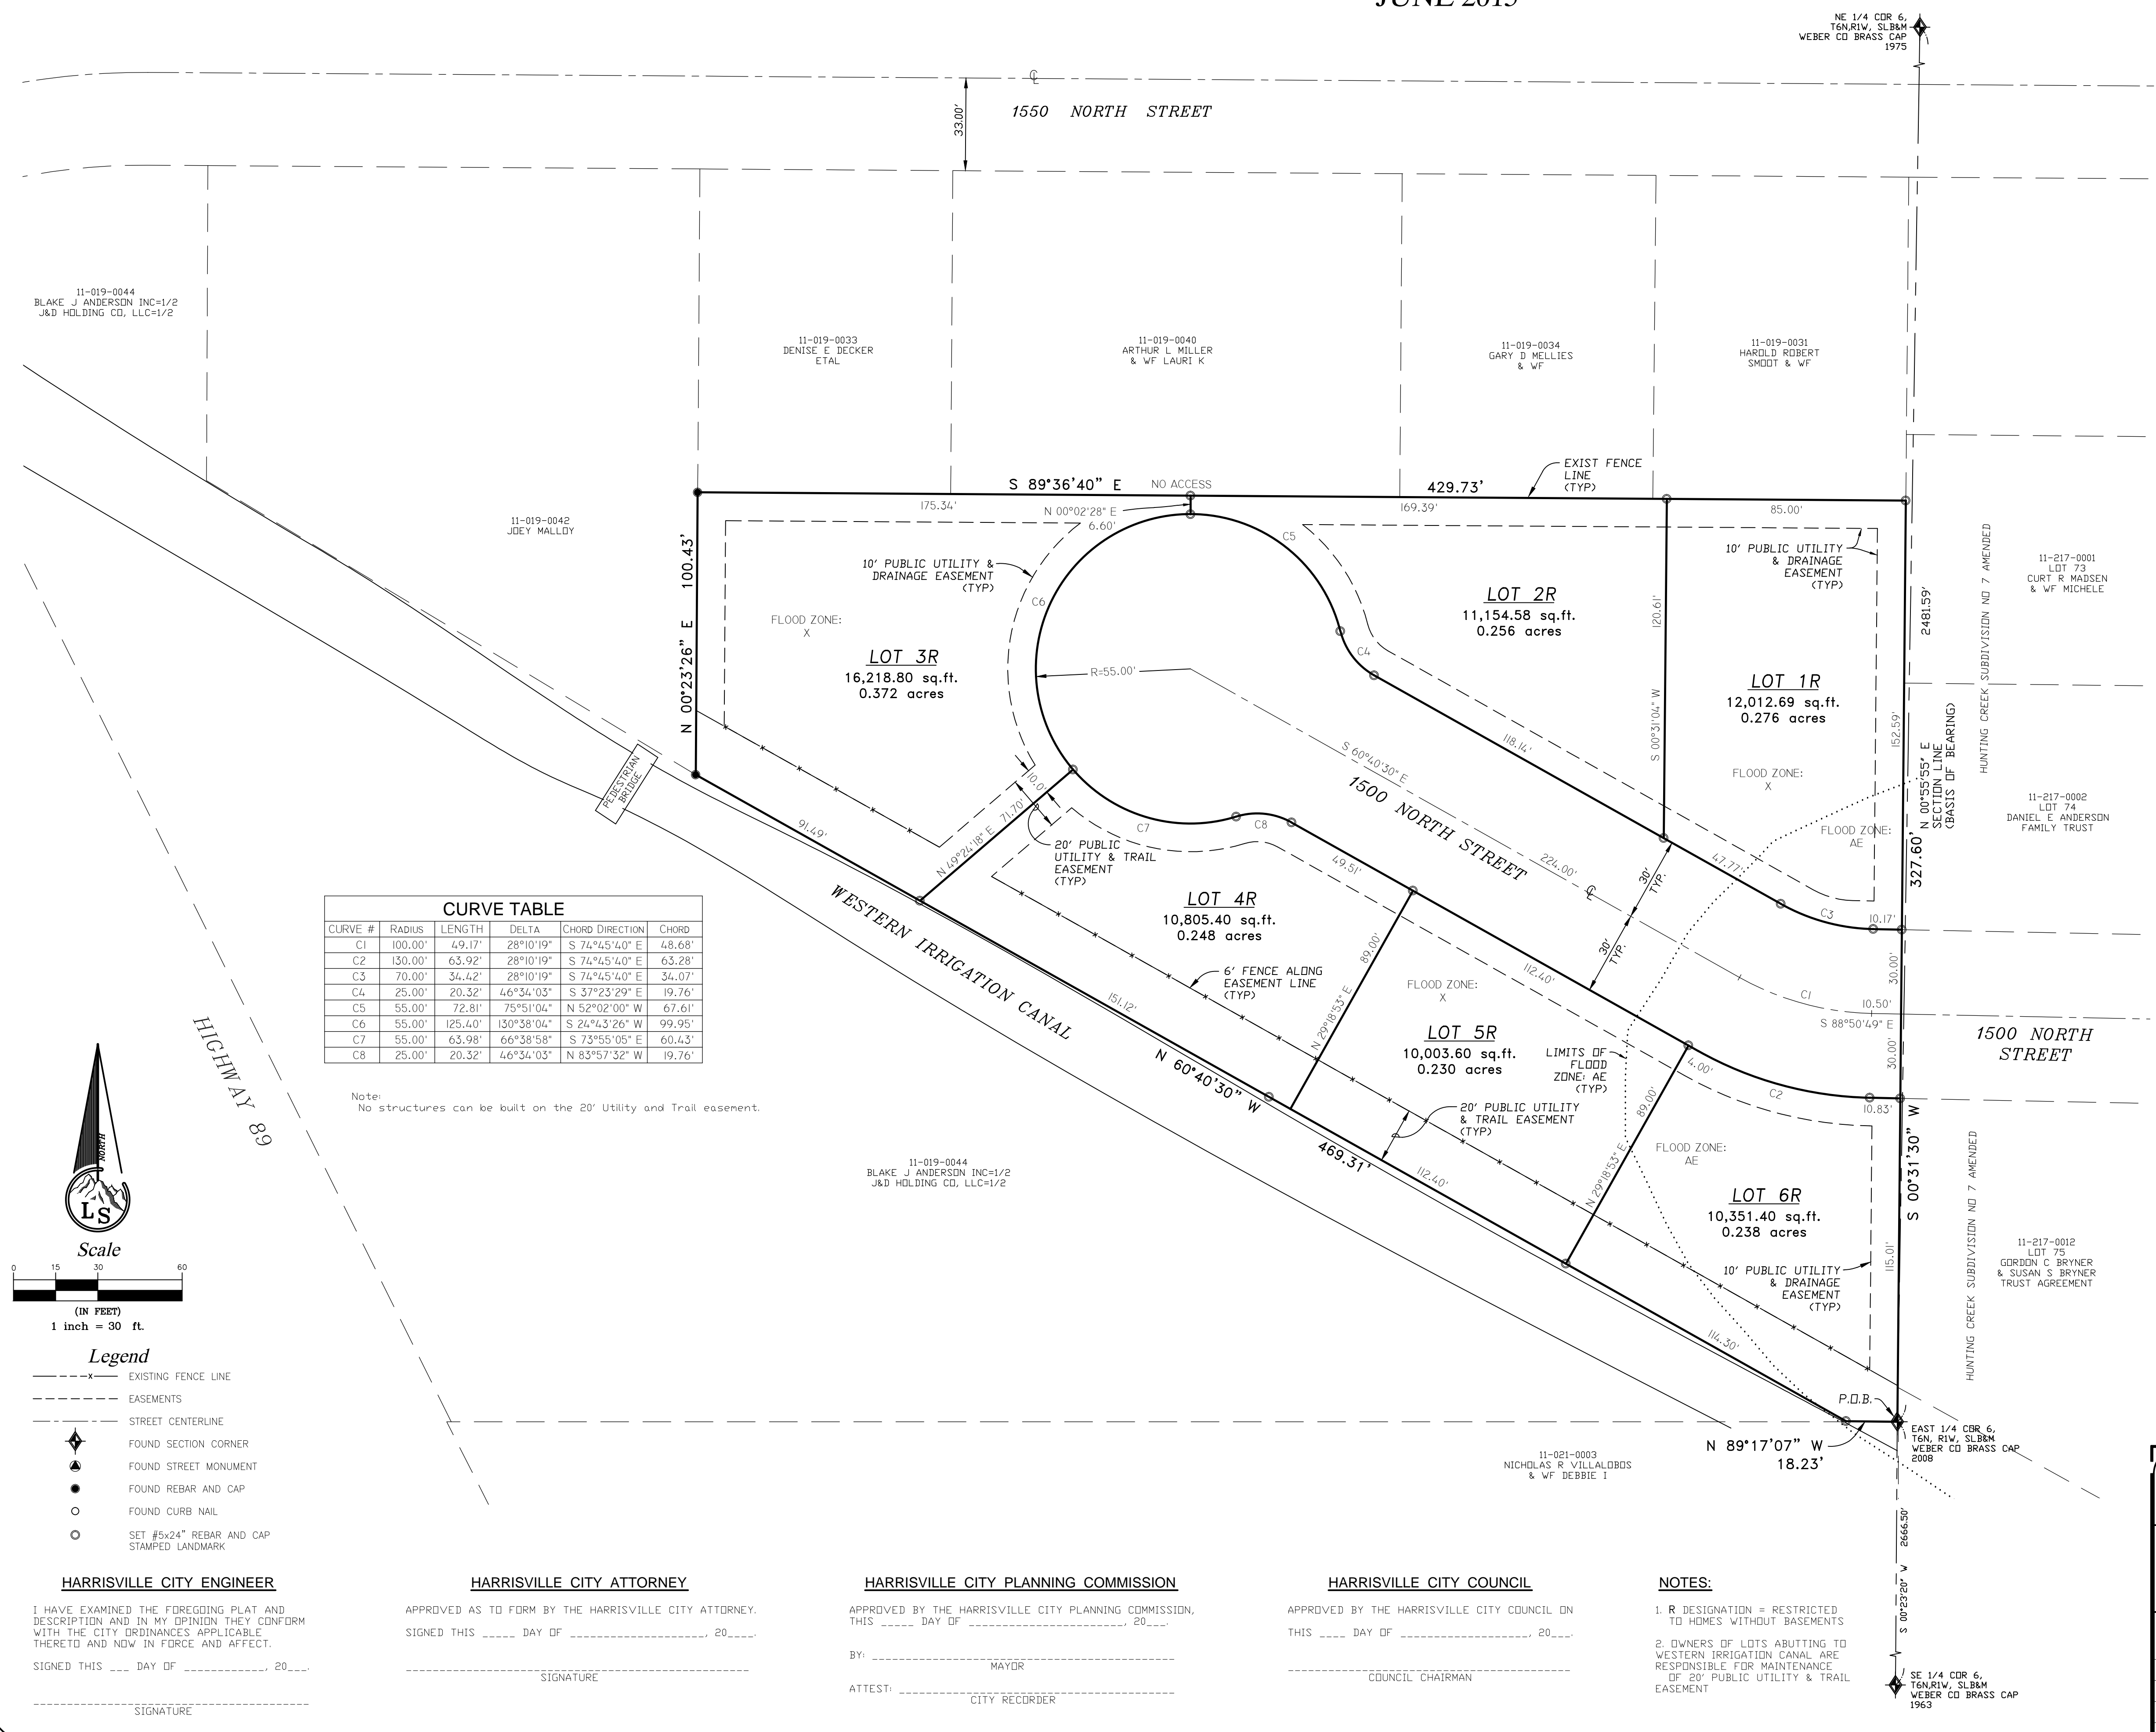 JUNE 2015
NE 1/4 COR 6,
T6N,R1W, SLB&M
WEBER CO BRASS CAP
1975
33.00'
1550 NORTH STREET
11-019-0044
BLAKE J ANDERSON INC=1/2
J&D HOLDING CO, LLC=1/2
11-019-0033
DENISE E DECKER
ETAL
11-019-0040
ARTHUR L MILLER
& WF LAURI K
11-019-0034
GARY D MELLIES
& WF
11-019-0031
HAROLD ROBERT
SMOOT & WF
11-019-0042
JOEY MALLOY
S 89°36'40" E
NO ACCESS
429.73'
EXIST FENCE
LINE
(TYP)
175.34'
N 00°02'28" E
6.60'
169.39'
85.00'
N 00°23'26" E 100.43'
10' PUBLIC UTILITY &
DRAINAGE EASEMENT
(TYP)
C6
C5
C4
R=55.00'
FLOOD ZONE:
X
LOT 3R
16,218.80 sq.ft.
0.372 acres
LOT 2R
11,154.58 sq.ft.
0.256 acres
S 00°31'04" W 120.61'
10' PUBLIC UTILITY
& DRAINAGE
EASEMENT
(TYP)
LOT 1R
12,012.69 sq.ft.
0.276 acres
FLOOD ZONE:
X
FLOOD ZONE:
AE
152.59'
2481.59'
N 00°55'55" E
SECTION LINE
(BASIS OF BEARING)
327.60'
HUNTING CREEK SUBDIVISION NO 7 AMENDED
11-217-0001
LOT 73
CURT R MADSEN
& WF MICHELE
11-217-0002
LOT 74
DANIEL E ANDERSON
FAMILY TRUST
PEDESTRIAN
BRIDGE
91.49'
N 49°24'18" E 71.70'
10.0'
20' PUBLIC
UTILITY & TRAIL
EASEMENT
(TYP)
C7
C8
118.14'
S 60°40'30" E
1500 NORTH STREET
224.00'
30'
TYP.
30'
TYP.
47.77'
C3
10.17'
30.00'
C1
10.50'
S 88°50'49" E
1500 NORTH
STREET
30.00'
49.51'
LOT 4R
10,805.40 sq.ft.
0.248 acres
WESTERN IRRIGATION CANAL
6' FENCE ALONG
EASEMENT LINE
(TYP)
151.12'
N 29°18'53" E 89.00'
112.40'
FLOOD ZONE:
X
LOT 5R
10,003.60 sq.ft.
0.230 acres
LIMITS OF
FLOOD
ZONE: AE
(TYP)
4.00'
C2
10.83'
N 60°40'30" W
469.31'
20' PUBLIC UTILITY
& TRAIL EASEMENT
(TYP)
112.40'
N 29°18'53" E 89.00'
FLOOD ZONE:
AE
LOT 6R
10,351.40 sq.ft.
0.238 acres
10' PUBLIC UTILITY
& DRAINAGE
EASEMENT
(TYP)
115.01'
S 00°31'30" W
HUNTING CREEK SUBDIVISION NO 7 AMENDED
11-217-0012
LOT 75
GORDON C BRYNER
& SUSAN S BRYNER
TRUST AGREEMENT
114.30'
P.O.B.
N 89°17'07" W
18.23'
EAST 1/4 COR 6,
T6N, R1W, SLB&M
WEBER CO BRASS CAP
2008
11-021-0003
NICHOLAS R VILLALOBOS
& WF DEBBIE I
11-019-0044
BLAKE J ANDERSON INC=1/2
J&D HOLDING CO, LLC=1/2
S 00°23'20" W 2666.50'
SE 1/4 COR 6,
T6N,R1W, SLB&M
WEBER CO BRASS CAP
1963
CURVE TABLE
CURVE # RADIUS LENGTH DELTA CHORD DIRECTION CHORD
C1 100.00' 49.17' 28°10'19" S 74°45'40" E 48.68'
C2 130.00' 63.92' 28°10'19" S 74°45'40" E 63.28'
C3 70.00' 34.42' 28°10'19" S 74°45'40" E 34.07'
C4 25.00' 20.32' 46°34'03" S 37°23'29" E 19.76'
C5 55.00' 72.81' 75°51'04" N 52°02'00" W 67.61'
C6 55.00' 125.40' 130°38'04" S 24°43'26" W 99.95'
C7 55.00' 63.98' 66°38'58" S 73°55'05" E 60.43'
C8 25.00' 20.32' 46°34'03" N 83°57'32" W 19.76'
Note:
No structures can be built on the 20' Utility and Trail easement.
HIGHWAY 89
NORTH
LS
Scale
0 15 30 60
(IN FEET)
1 inch = 30 ft.
Legend
EXISTING FENCE LINE
EASEMENTS
STREET CENTERLINE
FOUND SECTION CORNER
FOUND STREET MONUMENT
FOUND REBAR AND CAP
FOUND CURB NAIL
SET #5x24" REBAR AND CAP
STAMPED LANDMARK
HARRISVILLE CITY ENGINEER
I HAVE EXAMINED THE FOREGOING PLAT AND
DESCRIPTION AND IN MY OPINION THEY CONFORM
WITH THE CITY ORDINANCES APPLICABLE
THERETO AND NOW IN FORCE AND AFFECT.
SIGNED THIS ___ DAY OF ____________, 20___.
SIGNATURE
HARRISVILLE CITY ATTORNEY
APPROVED AS TO FORM BY THE HARRISVILLE CITY ATTORNEY.
SIGNED THIS _____ DAY OF ____________________, 20____.
SIGNATURE
HARRISVILLE CITY PLANNING COMMISSION
APPROVED BY THE HARRISVILLE CITY PLANNING COMMISSION,
THIS _____ DAY OF _______________________, 20___.
BY: ____________________
MAYOR
ATTEST: ____________________
CITY RECORDER
HARRISVILLE CITY COUNCIL
APPROVED BY THE HARRISVILLE CITY COUNCIL ON
THIS ____ DAY OF ___________________, 20___.
COUNCIL CHAIRMAN
NOTES:
1. R DESIGNATION = RESTRICTED
TO HOMES WITHOUT BASEMENTS
2. OWNERS OF LOTS ABUTTING TO
WESTERN IRRIGATION CANAL ARE
RESPONSIBLE FOR MAINTENANCE
OF 20' PUBLIC UTILITY & TRAIL
EASEMENT